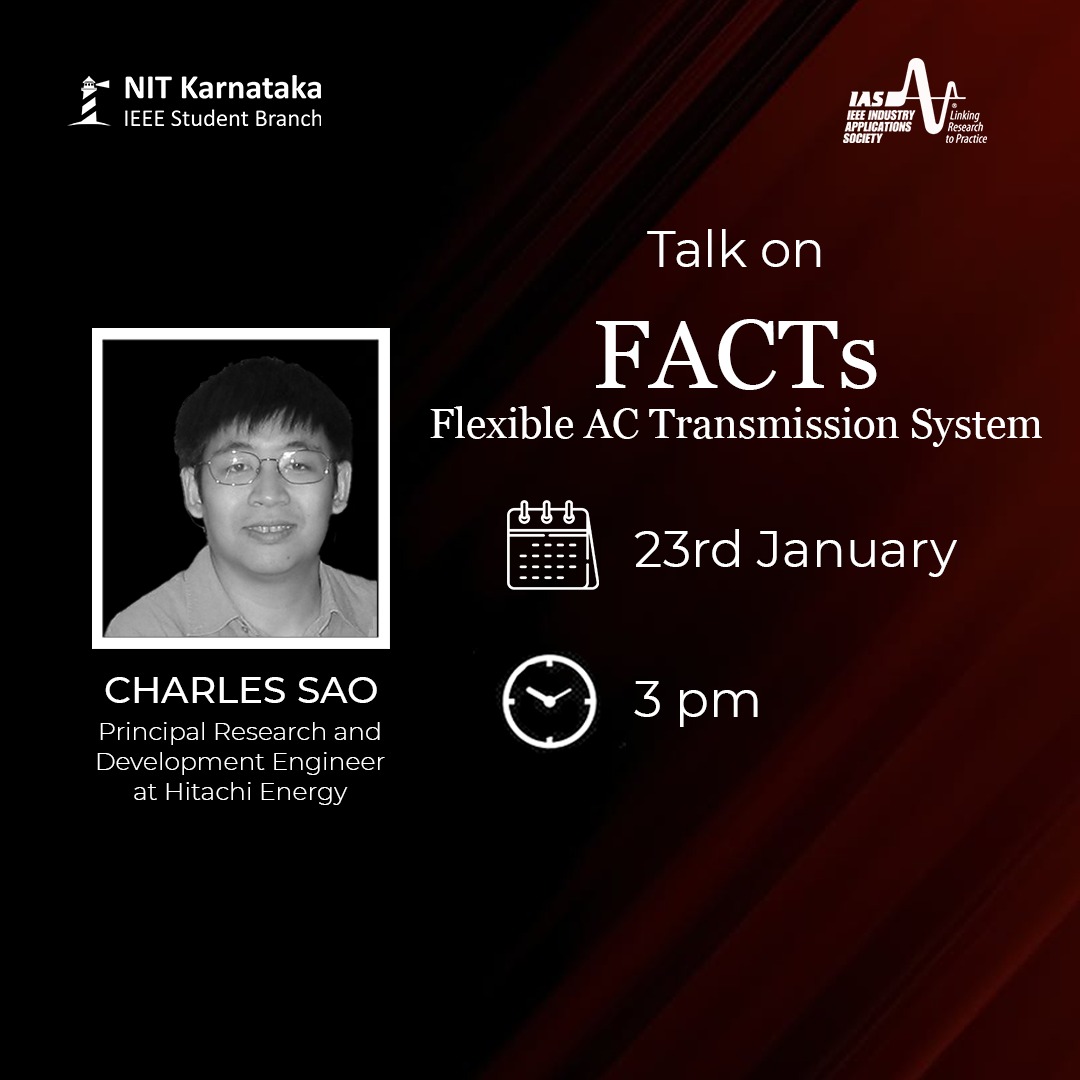 NIT Karnataka
IEEE Student Branch
IAS
IEEE INDUSTRY
APPLICATIONS
SOCIETY
®
Linking
Research
to Practice
Talk on
FACTs
Flexible AC Transmission System
23rd January
3 pm
CHARLES SAO
Principal Research and
Development Engineer
at Hitachi Energy